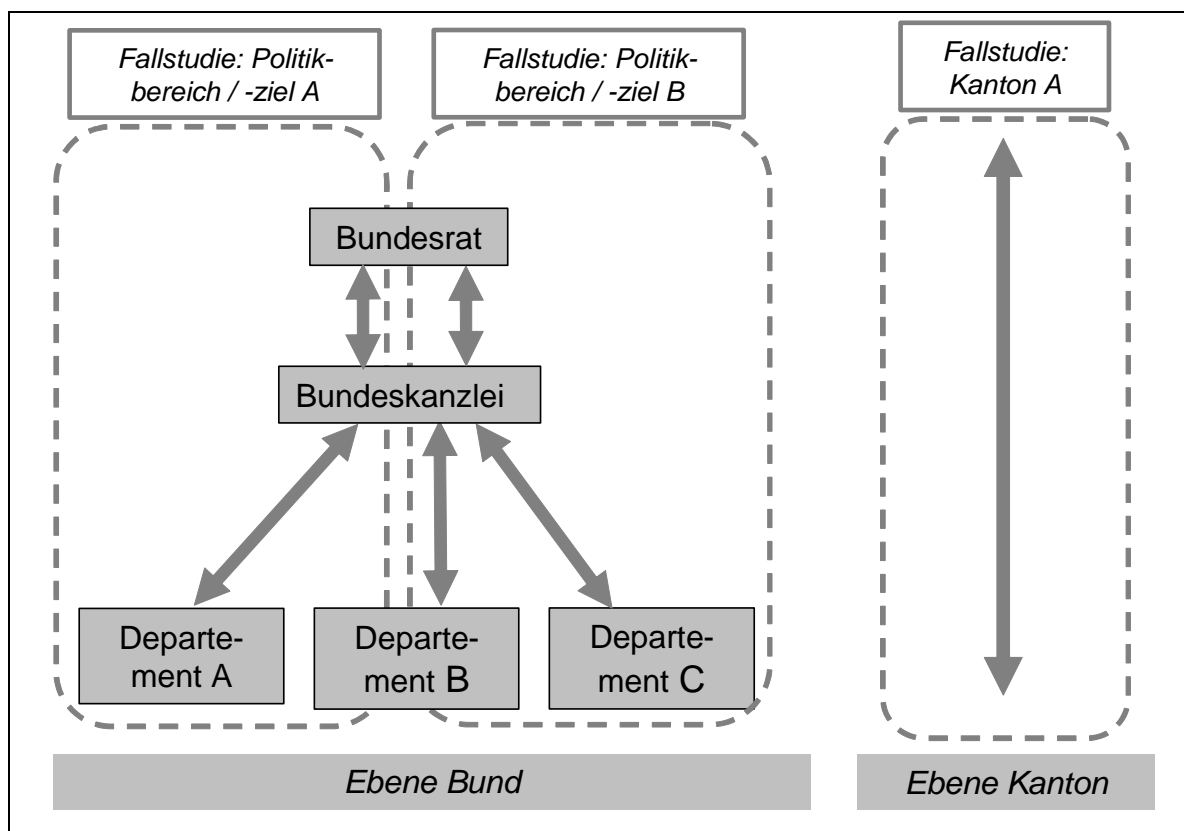 Fallstudie: Politik-
bereich / -ziel A
Fallstudie: Politik-
bereich / -ziel B
Fallstudie:
Kanton A
Bundesrat
Bundeskanzlei
Departe-
ment A
Departe-
ment B
Departe-
ment C
Ebene Bund
Ebene Kanton